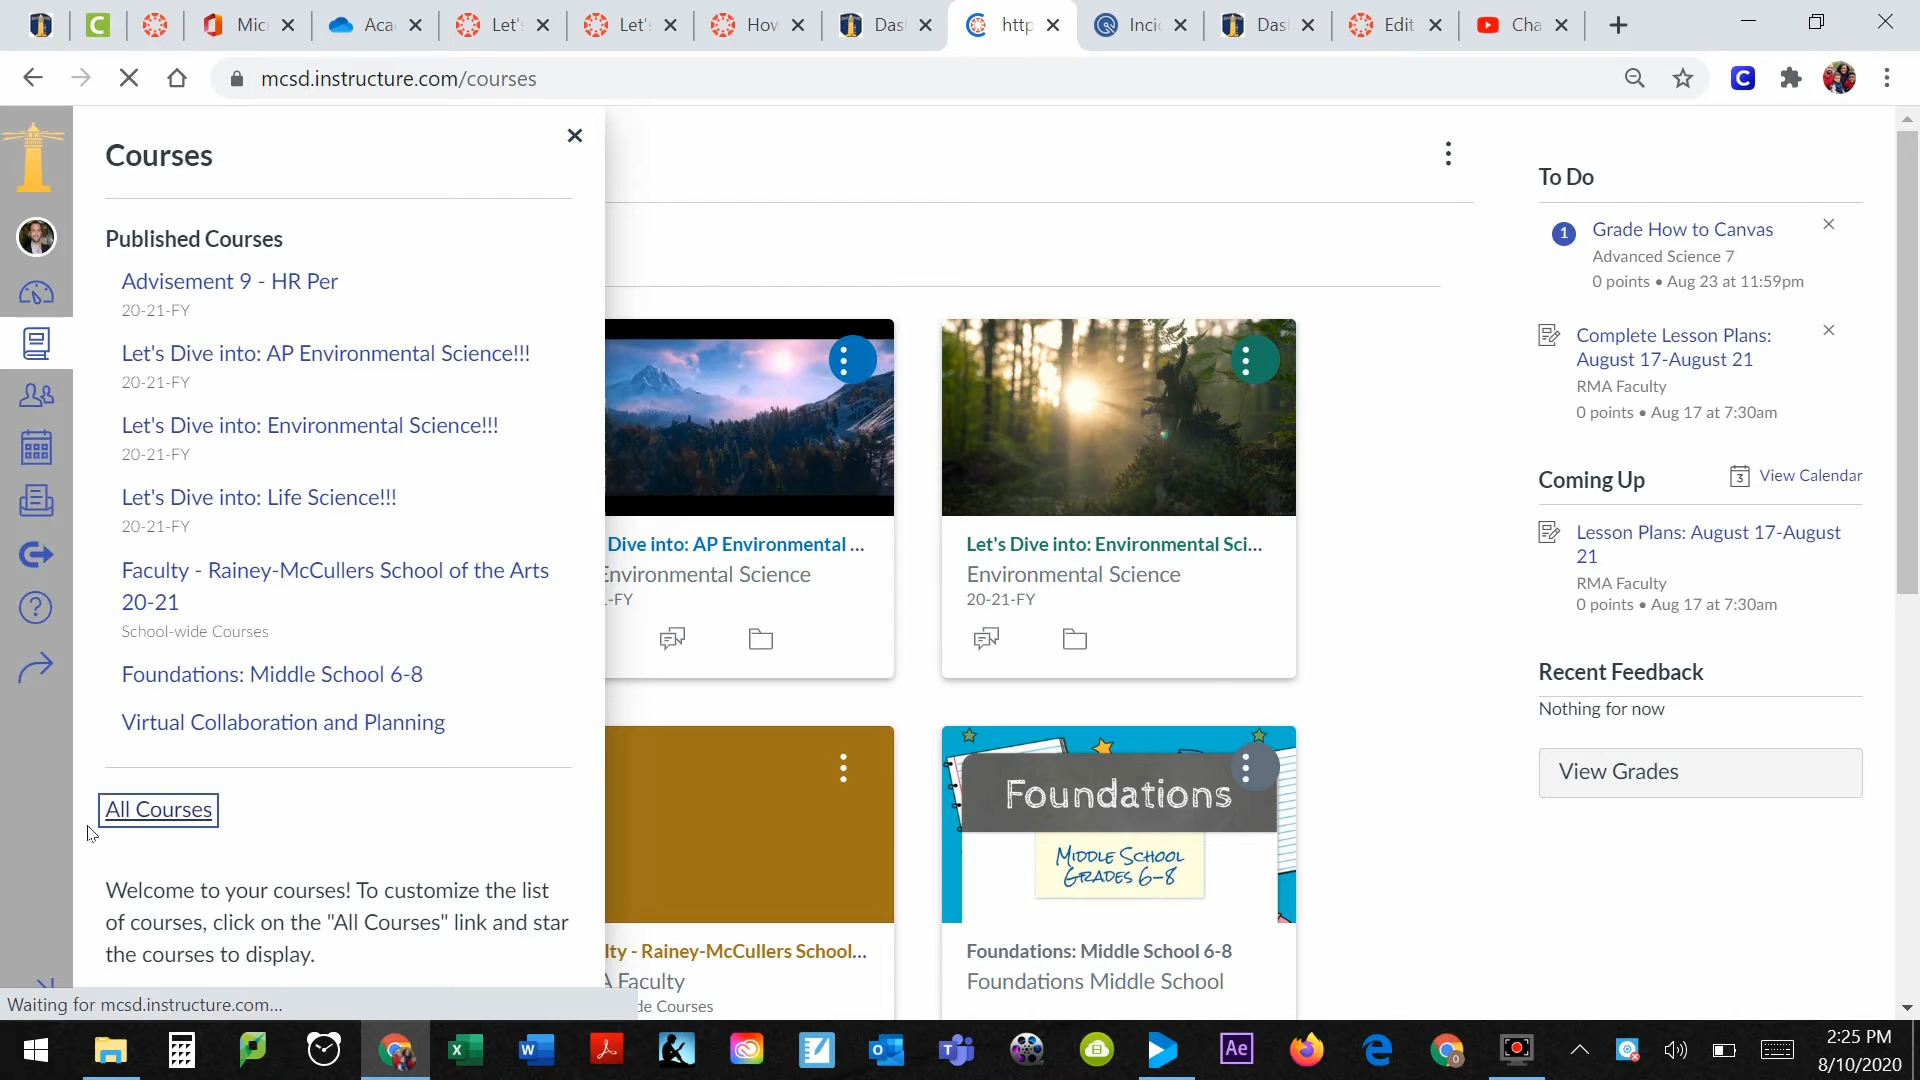 Mic
Aca
Let'
Let'
How
Das
http
Inci
Das
Edit
Cha
mcsd.instructure.com/courses
Courses
Published Courses
Advisement 9 - HR Per
20-21-FY
Let's Dive into: AP Environmental Science!!!
20-21-FY
Let's Dive into: Environmental Science!!!
20-21-FY
Let's Dive into: Life Science!!!
20-21-FY
Faculty - Rainey-McCullers School of the Arts
20-21
School-wide Courses
Foundations: Middle School 6-8
Virtual Collaboration and Planning
All Courses
Welcome to your courses! To customize the list
of courses, click on the "All Courses" link and star
the courses to display.
Waiting for mcsd.instructure.com...
Dive into: AP Environmental ...
Environmental Science
-FY
Let's Dive into: Environmental Sci...
Environmental Science
20-21-FY
lty - Rainey-McCullers School...
A Faculty
de Courses
Foundations
MIDDLE SCHOOL
GRADES 6-8
Foundations: Middle School 6-8
Foundations Middle School
To Do
1
Grade How to Canvas
Advanced Science 7
0 points • Aug 23 at 11:59pm
Complete Lesson Plans:
August 17-August 21
RMA Faculty
0 points • Aug 17 at 7:30am
Coming Up
3
View Calendar
Lesson Plans: August 17-August
21
RMA Faculty
0 points • Aug 17 at 7:30am
Recent Feedback
Nothing for now
View Grades
2:25 PM
8/10/2020